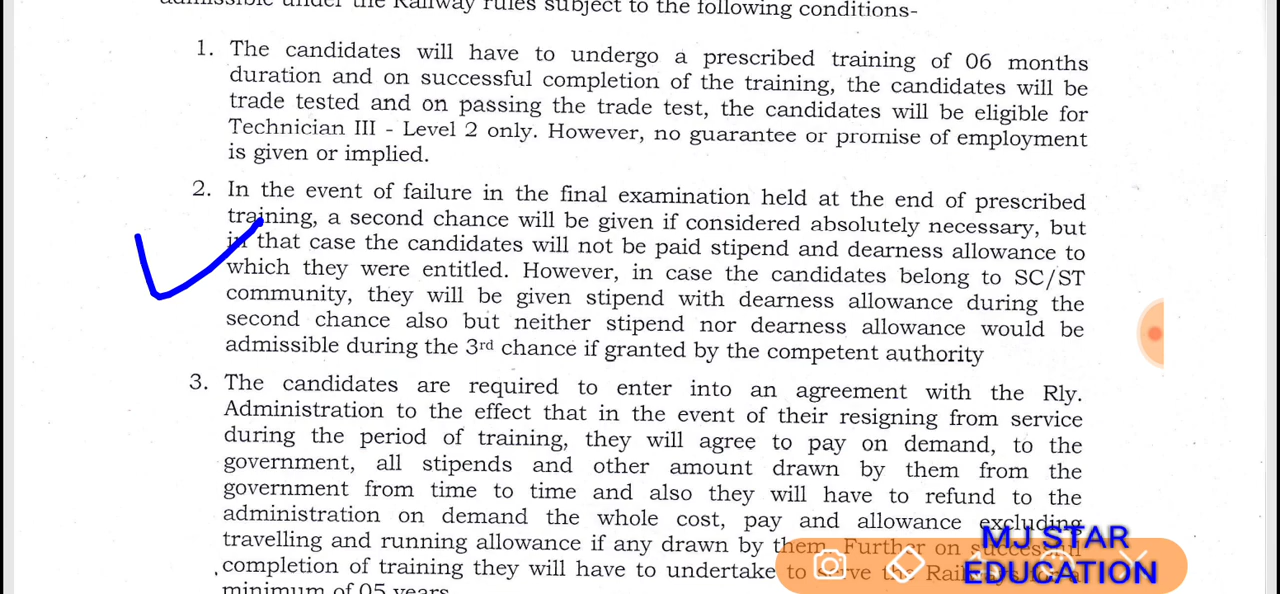 admissible under the Railway rules subject to the following conditions-
1. The candidates will have to undergo a prescribed training of 06 months
duration and on successful completion of the training, the candidates will be
trade tested and on passing the trade test, the candidates will be eligible for
Technician III - Level 2 only. However, no guarantee or promise of employment
is given or implied.
2. In the event of failure in the final examination held at the end of prescribed
training, a second chance will be given if considered absolutely necessary, but
in that case the candidates will not be paid stipend and dearness allowance to
which they were entitled. However, in case the candidates belong to SC/ST
community, they will be given stipend with dearness allowance during the
second chance also but neither stipend nor dearness allowance would be
admissible during the 3rd chance if granted by the competent authority
3. The candidates are required to enter into an agreement with the Rly.
Administration to the effect that in the event of their resigning from service
during the period of training, they will agree to pay on demand, to the
government, all stipends and other amount drawn by them from the
government from time to time and also they will have to refund to the
administration on demand the whole cost, pay and allowance excluding
travelling and running allowance if any drawn by them. Further on successful
completion of training they will have to undertake to serve the Railways
minimum of 05 years
MJ STAR
EDUCATION